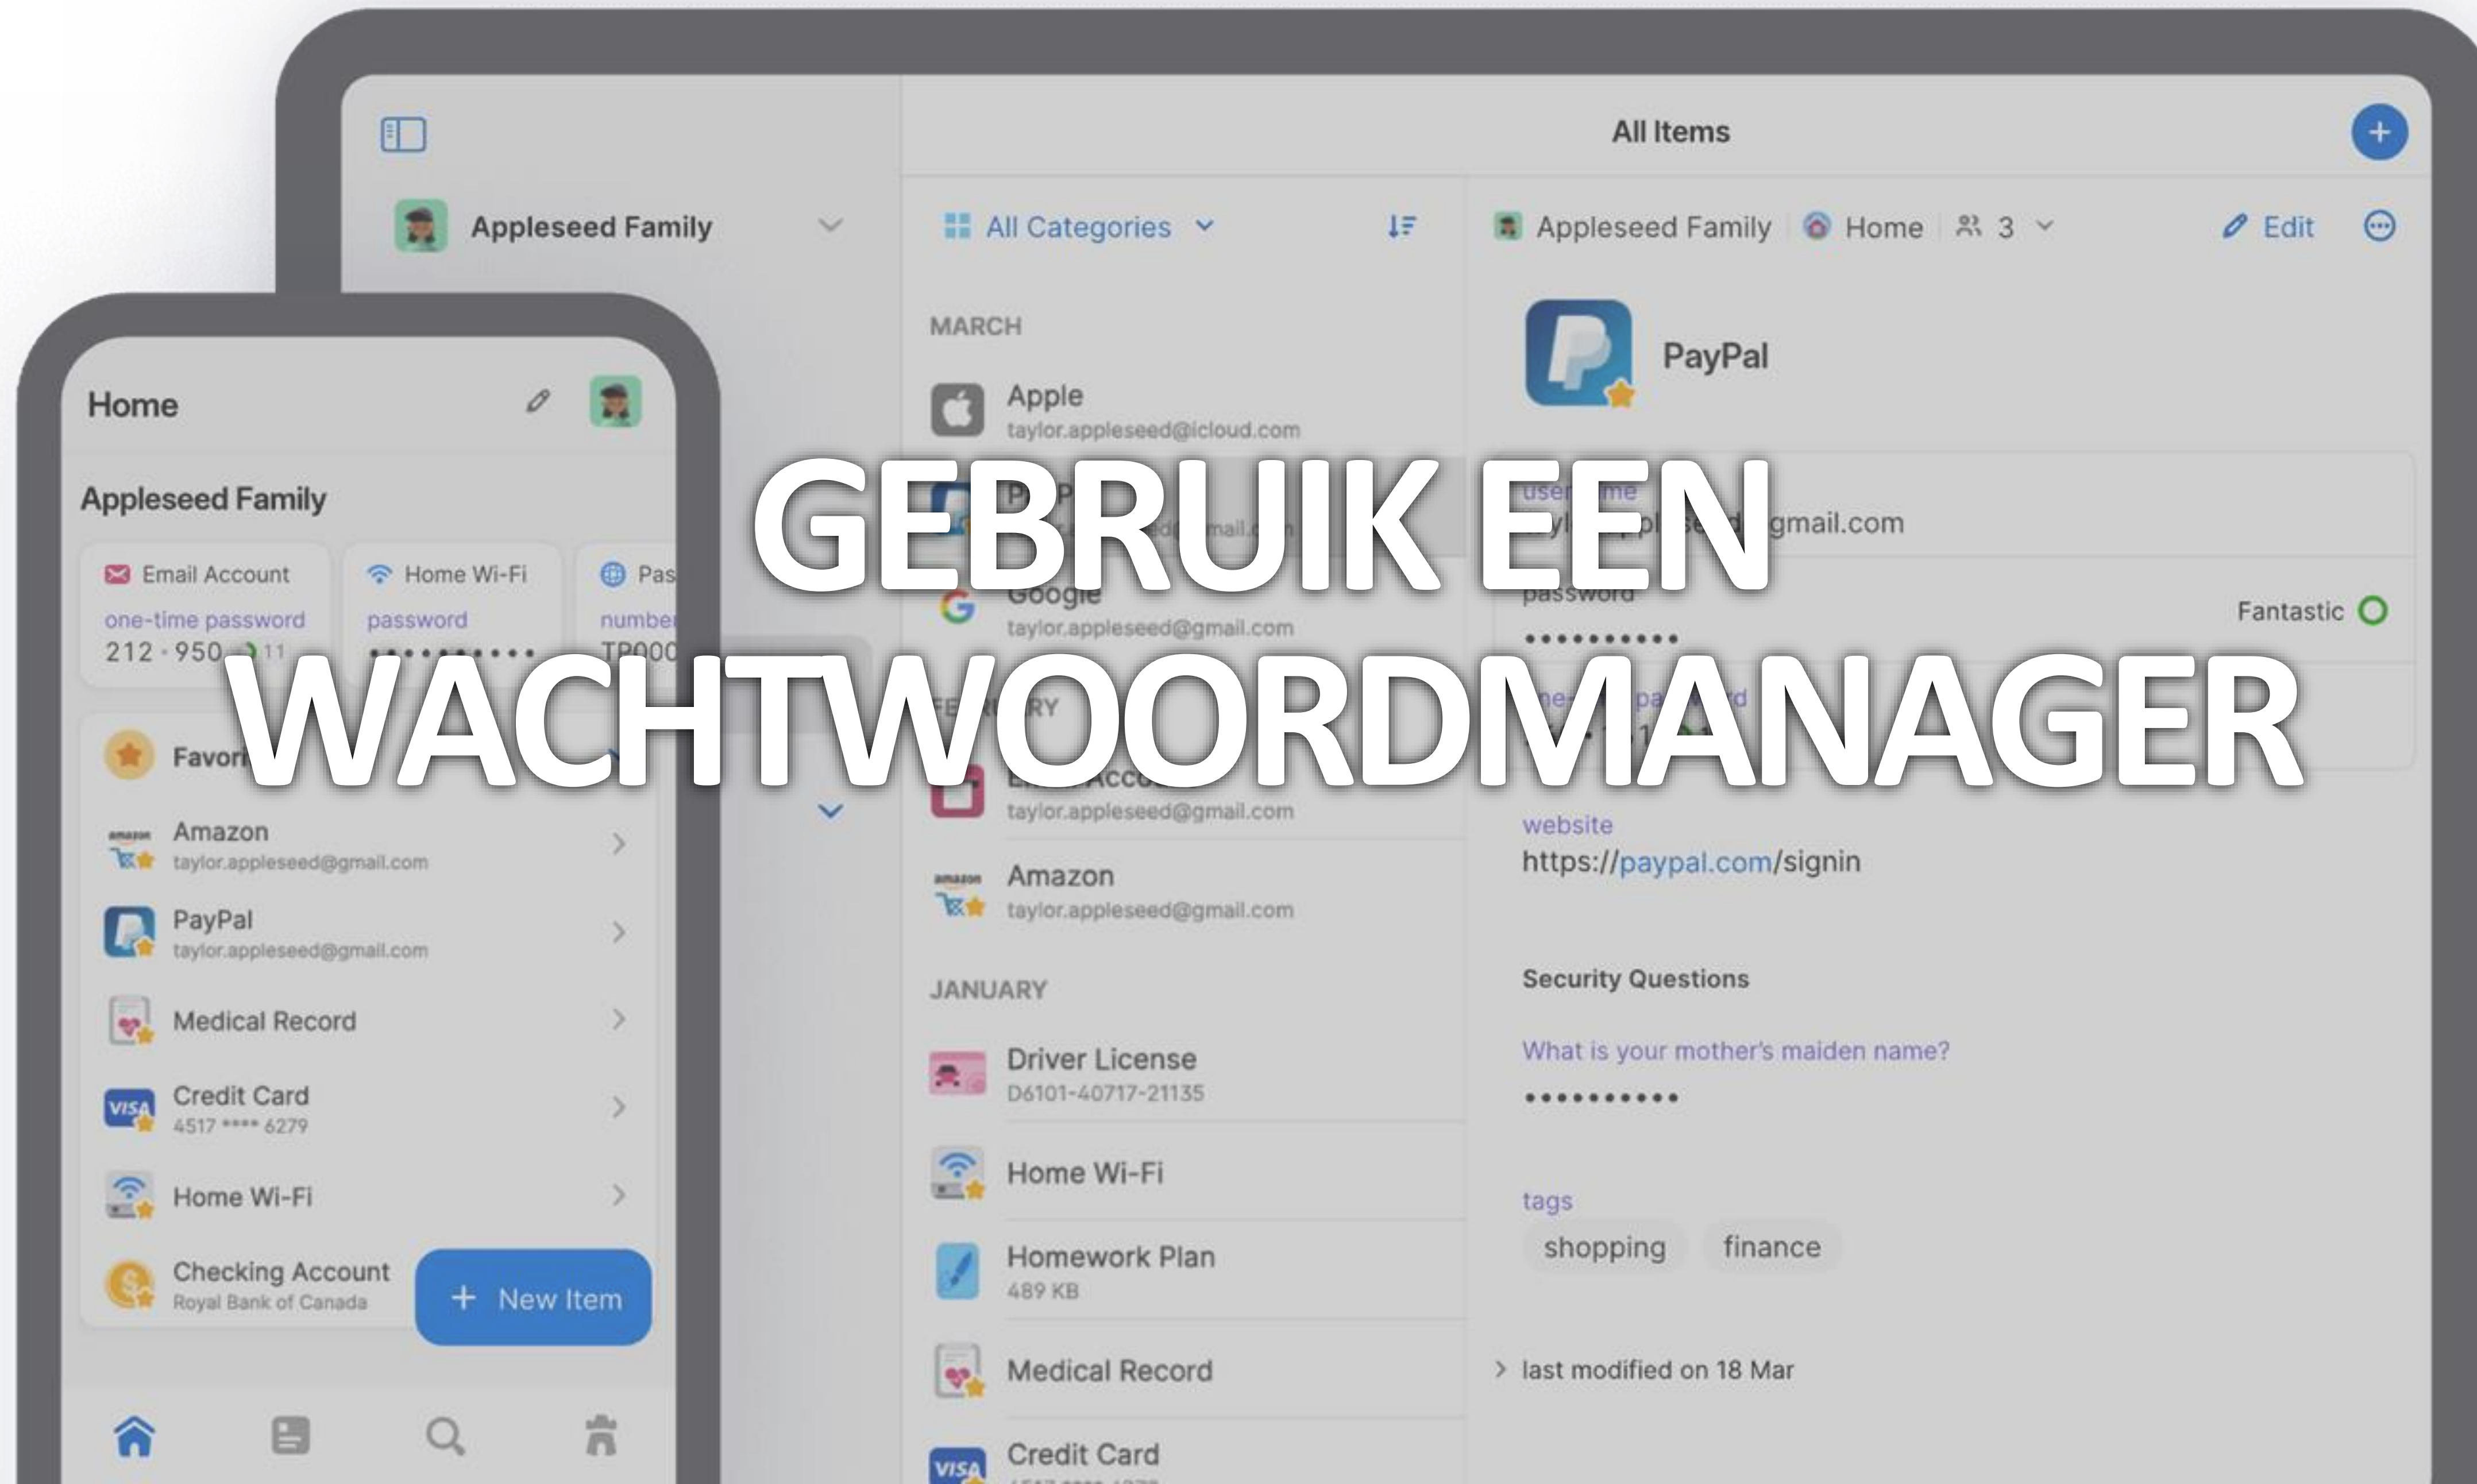 GEBRUIK EEN
WACHTWOORDMANAGER
All Items
Appleseed Family
All Categories
Appleseed Family
Home
3
Edit
MARCH
PayPal
Apple
taylor.appleseed@icloud.com
gmail.com
Google
taylor.appleseed@gmail.com
password
••••••••••
Fantastic
taylor.appleseed@gmail.com
Amazon
taylor.appleseed@gmail.com
JANUARY
Driver License
D6101-40717-21135
Home Wi-Fi
Homework Plan
489 KB
Medical Record
Credit Card
VISA
website
https://paypal.com/signin
Security Questions
What is your mother's maiden name?
••••••••••
tags
shopping
finance
last modified on 18 Mar
Home
Appleseed Family
Email Account
one-time password
212 • 950
11
Home Wi-Fi
password
••••••••••
Amazon
taylor.appleseed@gmail.com
PayPal
taylor.appleseed@gmail.com
Medical Record
VISA
Credit Card
4517 **** 6279
Home Wi-Fi
Checking Account
Royal Bank of Canada
+ New Item